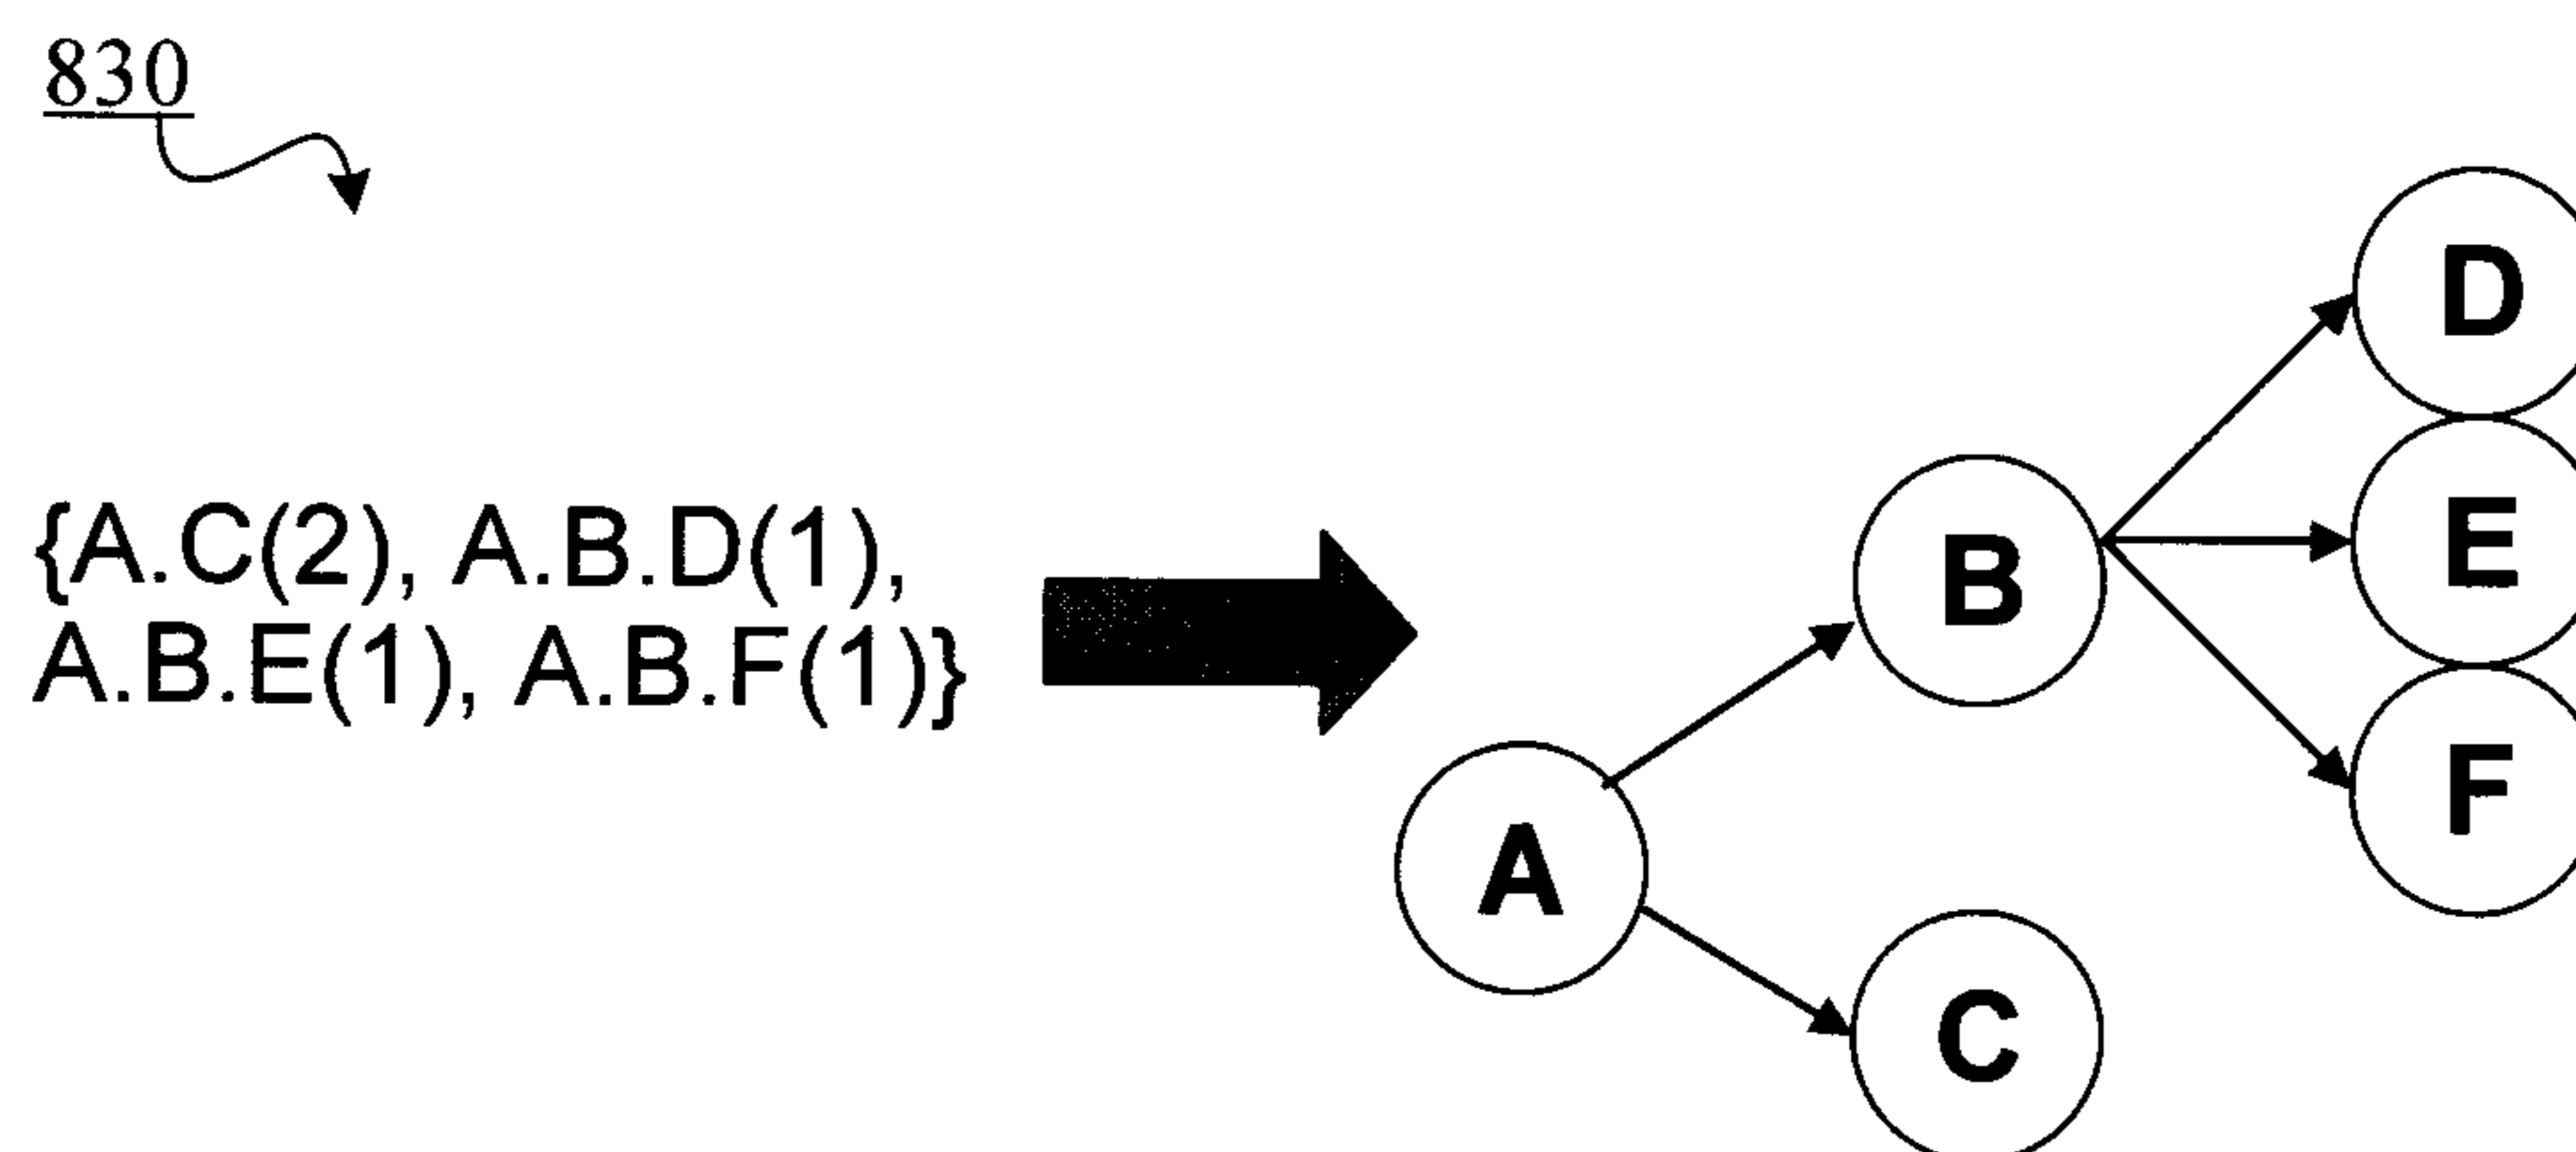 830
{A.C(2), A.B.D(1),
A.B.E(1), A.B.F(1)}
D
E
B
F
A
C